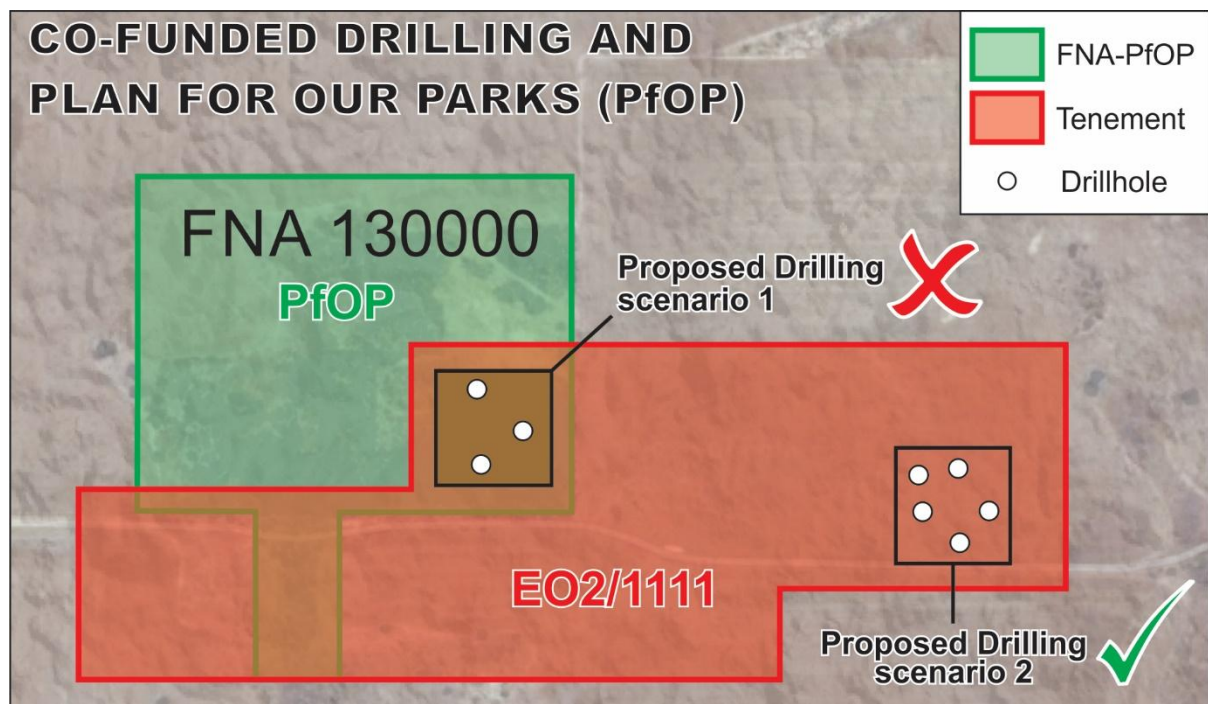 CO-FUNDED DRILLING AND
PLAN FOR OUR PARKS (PfOP)
FNA-PfOP
Tenement
Drillhole
FNA 130000
PfOP
Proposed Drilling
scenario 1
EO2/1111
Proposed Drilling
scenario 2